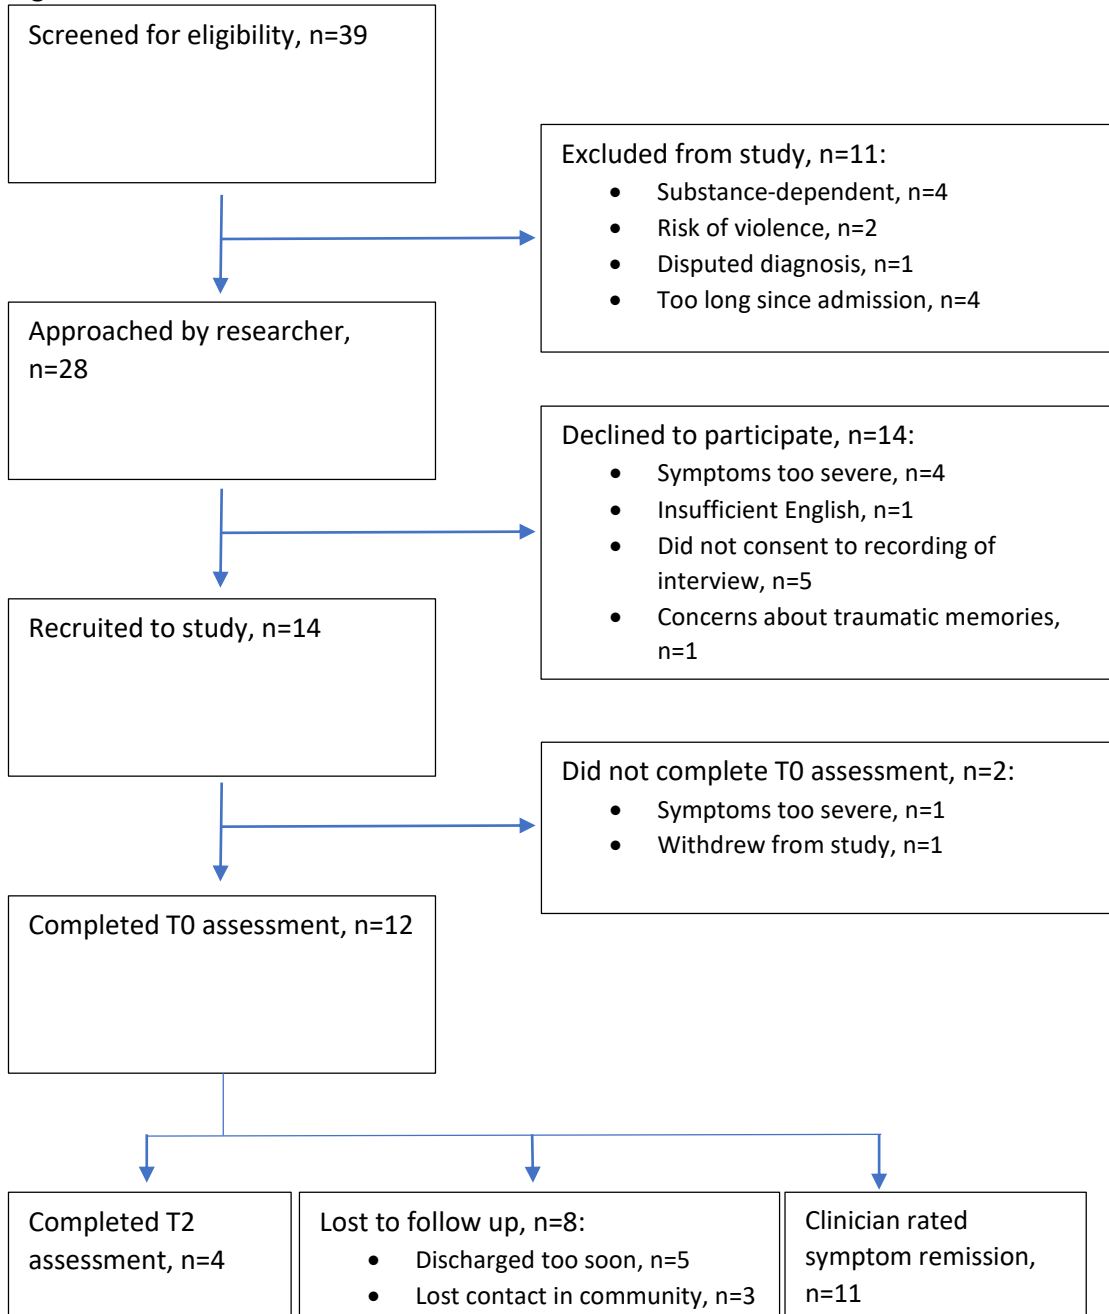 Screened for eligibility, n=39
Excluded from study, n=11:
• Substance-dependent, n=4
• Risk of violence, n=2
• Disputed diagnosis, n=1
• Too long since admission, n=4
Approached by researcher,
n=28
Declined to participate, n=14:
• Symptoms too severe, n=4
• Insufficient English, n=1
• Did not consent to recording of
interview, n=5
• Concerns about traumatic memories,
n=1
Recruited to study, n=14
Did not complete T0 assessment, n=2:
• Symptoms too severe, n=1
• Withdrew from study, n=1
Completed T0 assessment, n=12
Completed T2
assessment, n=4
Lost to follow up, n=8:
• Discharged too soon, n=5
• Lost contact in community, n=3
Clinician rated
symptom remission,
n=11